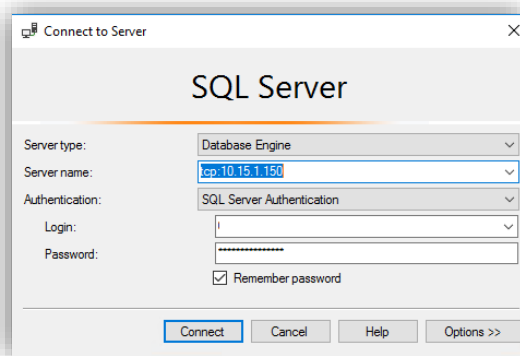 Connect to Server
SQL Server
Server type: Database Engine
Server name: tcp:10.15.1.150
Authentication: SQL Server Authentication
Login:
Password: ***************
Remember password
Connect Cancel Help Options >>